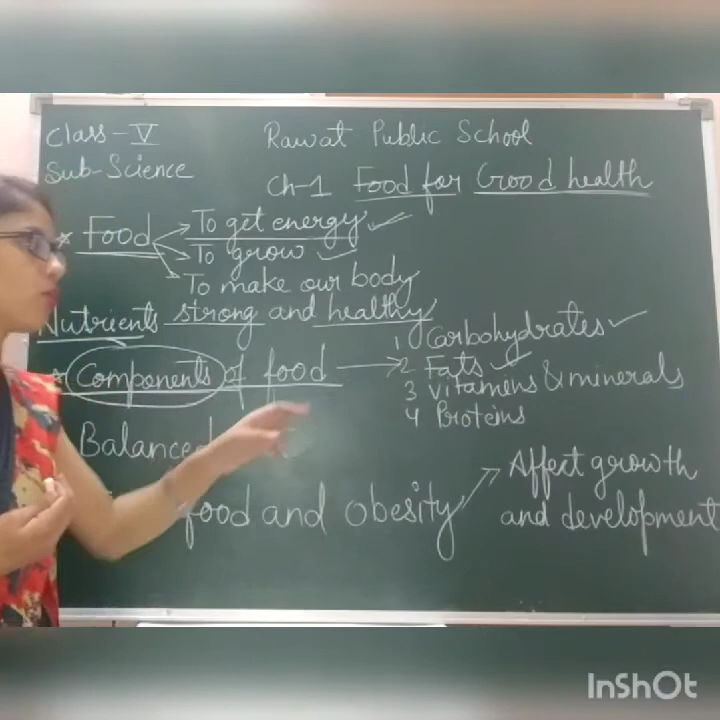 Class - V
Rawat Public School
Sub- Science
Ch-1 Food for Good health
* Food
To get energy
To grow
To make our body
strong and healthy
Nutrients
* Components of food
1 Carbohydrates
2 Fats
3 Vitamens & minerals
4 Proteins
Balanced
food and obesity
Affect growth
and development
InShOt